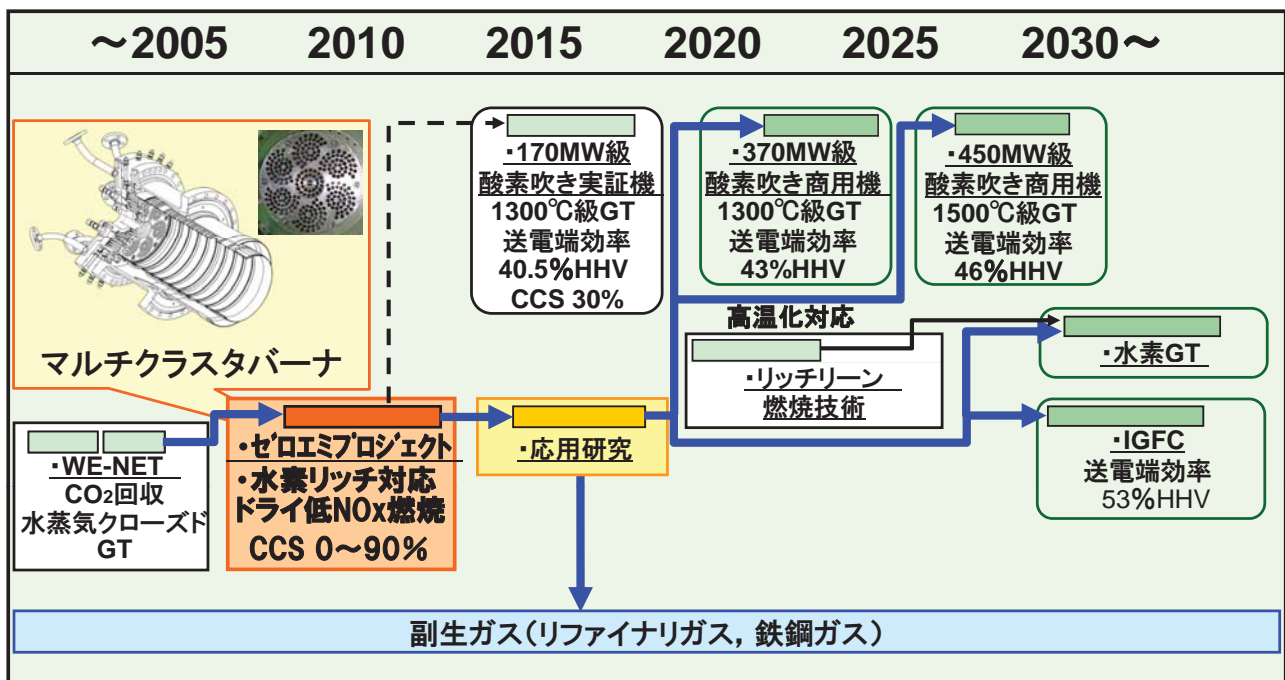 ～2005 2010 2015 2020 2025 2030～
マルチクラスタバーナ
・WE-NET
CO2回収
水蒸気クローズド
GT
・ゼロエミプロジェクト
・水素リッチ対応
ドライ低NOx燃焼
CCS 0～90%
・170MW級
酸素吹き実証機
1300℃級GT
送電端効率
40.5%HHV
CCS 30%
・応用研究
・370MW級
酸素吹き商用機
1300℃級GT
送電端効率
43%HHV
・450MW級
酸素吹き商用機
1500℃級GT
送電端効率
46%HHV
高温化対応
・リッチリーン
燃焼技術
・水素GT
・IGFC
送電端効率
53%HHV
副生ガス(リファイナリガス, 鉄鋼ガス)